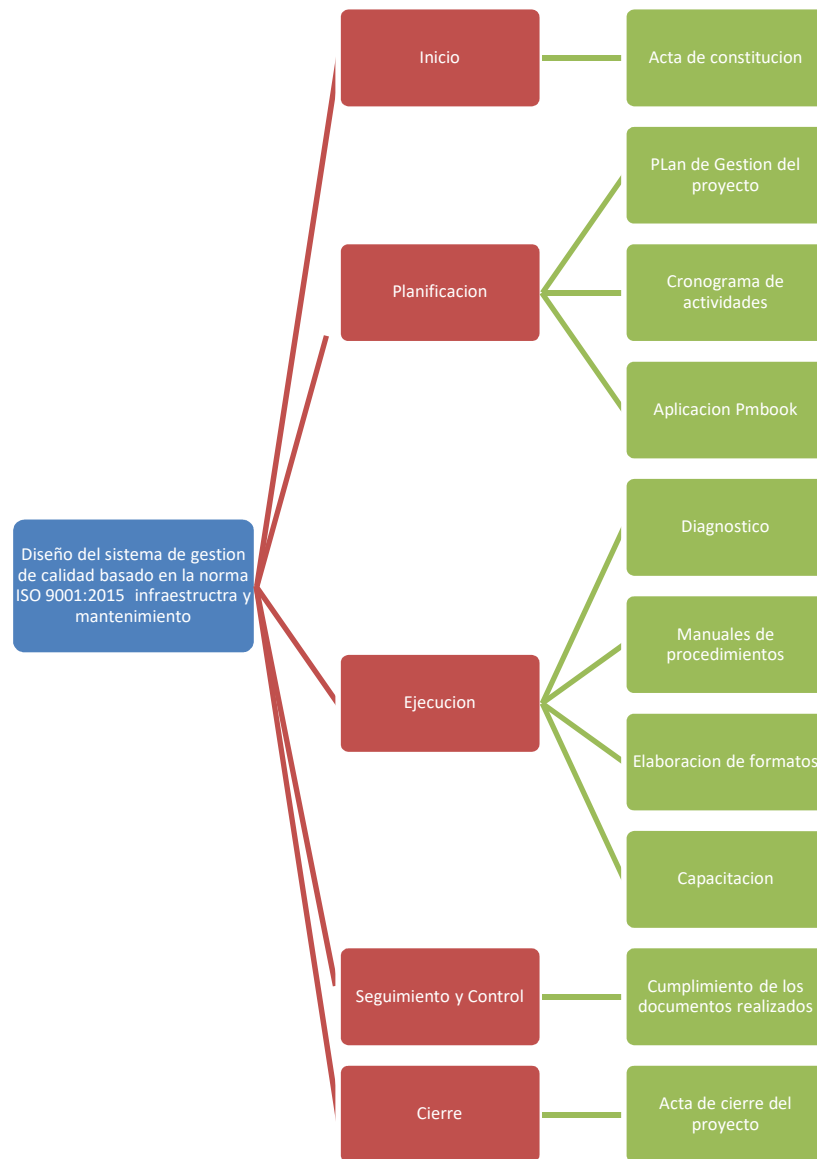 Inicio
Acta de constitucion
PLan de Gestion del
proyecto
Planificacion
Cronograma de
actividades
Aplicacion Pmbook
Diagnostico
Diseño del sistema de gestion
de calidad basado en la norma
ISO 9001:2015  infraestructra y
mantenimiento
Manuales de
procedimientos
Ejecucion
Elaboracion de formatos
Capacitacion
Seguimiento y Control
Cumplimiento de los
documentos realizados
Cierre
Acta de cierre del
proyecto